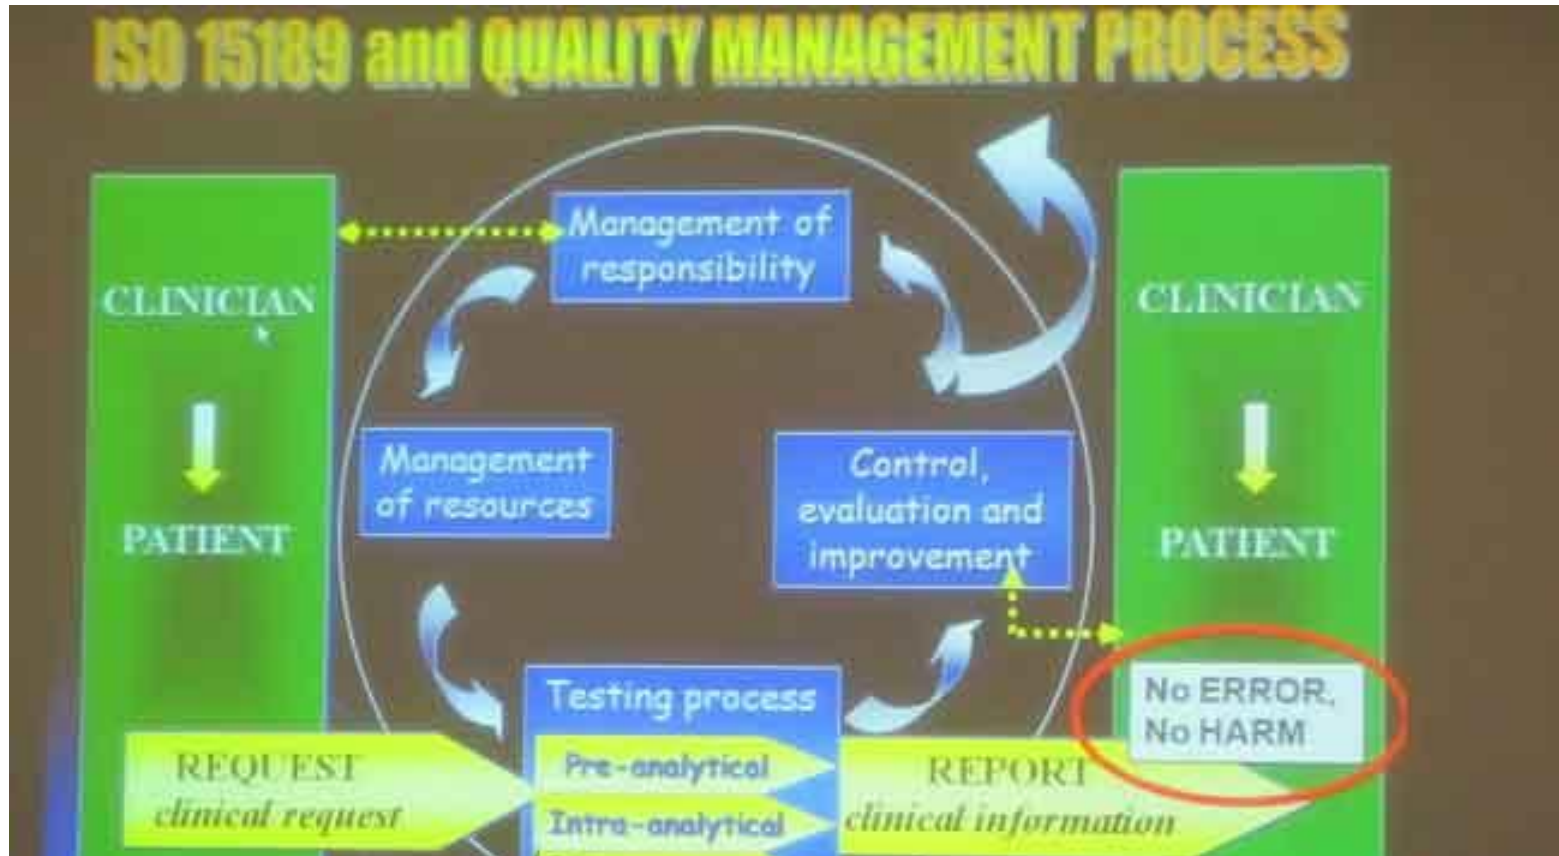 ISO 15189 and QUALITY MANAGEMENT PROCESS
CLINICIAN
PATIENT
Management of
responsibility
Management
of resources
Control,
evaluation and
improvement
Testing process
Pre-analytical
Intra-analytical
REQUEST
clinical request
REPORT
clinical information
CLINICIAN
PATIENT
No ERROR,
No HARM